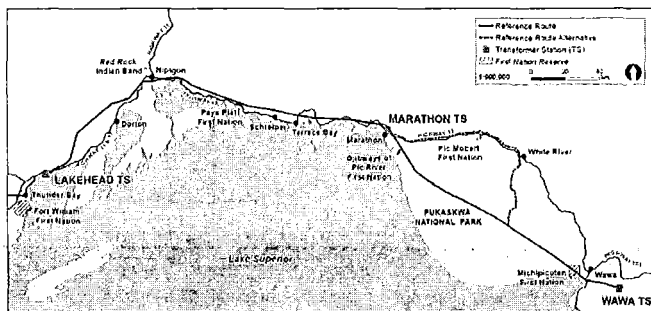 Reference Route
Reference Route Alternative
Transformer Station (TS)
First Nation Reserve
Red Rock
Indian Band
Nipigon
Dorion
LAKEHEAD TS
Thunder Bay
Fort William
First Nation
Pays Platt
First Nation
Schreiber
Terrace Bay
MARATHON TS
Marathon
Ojibways of
Pic River
First Nation
Pic Mobert
First Nation
White River
PUKASKWA
NATIONAL PARK
Lake Superior
Michipicoten
First Nation
Wawa
WAWA TS